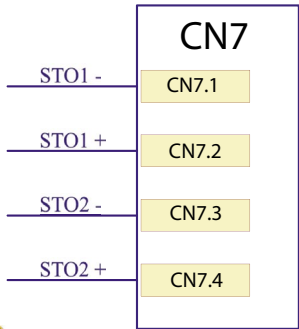 CN7
STO1 - CN7.1
STO1 + CN7.2
STO2 - CN7.3
STO2 + CN7.4